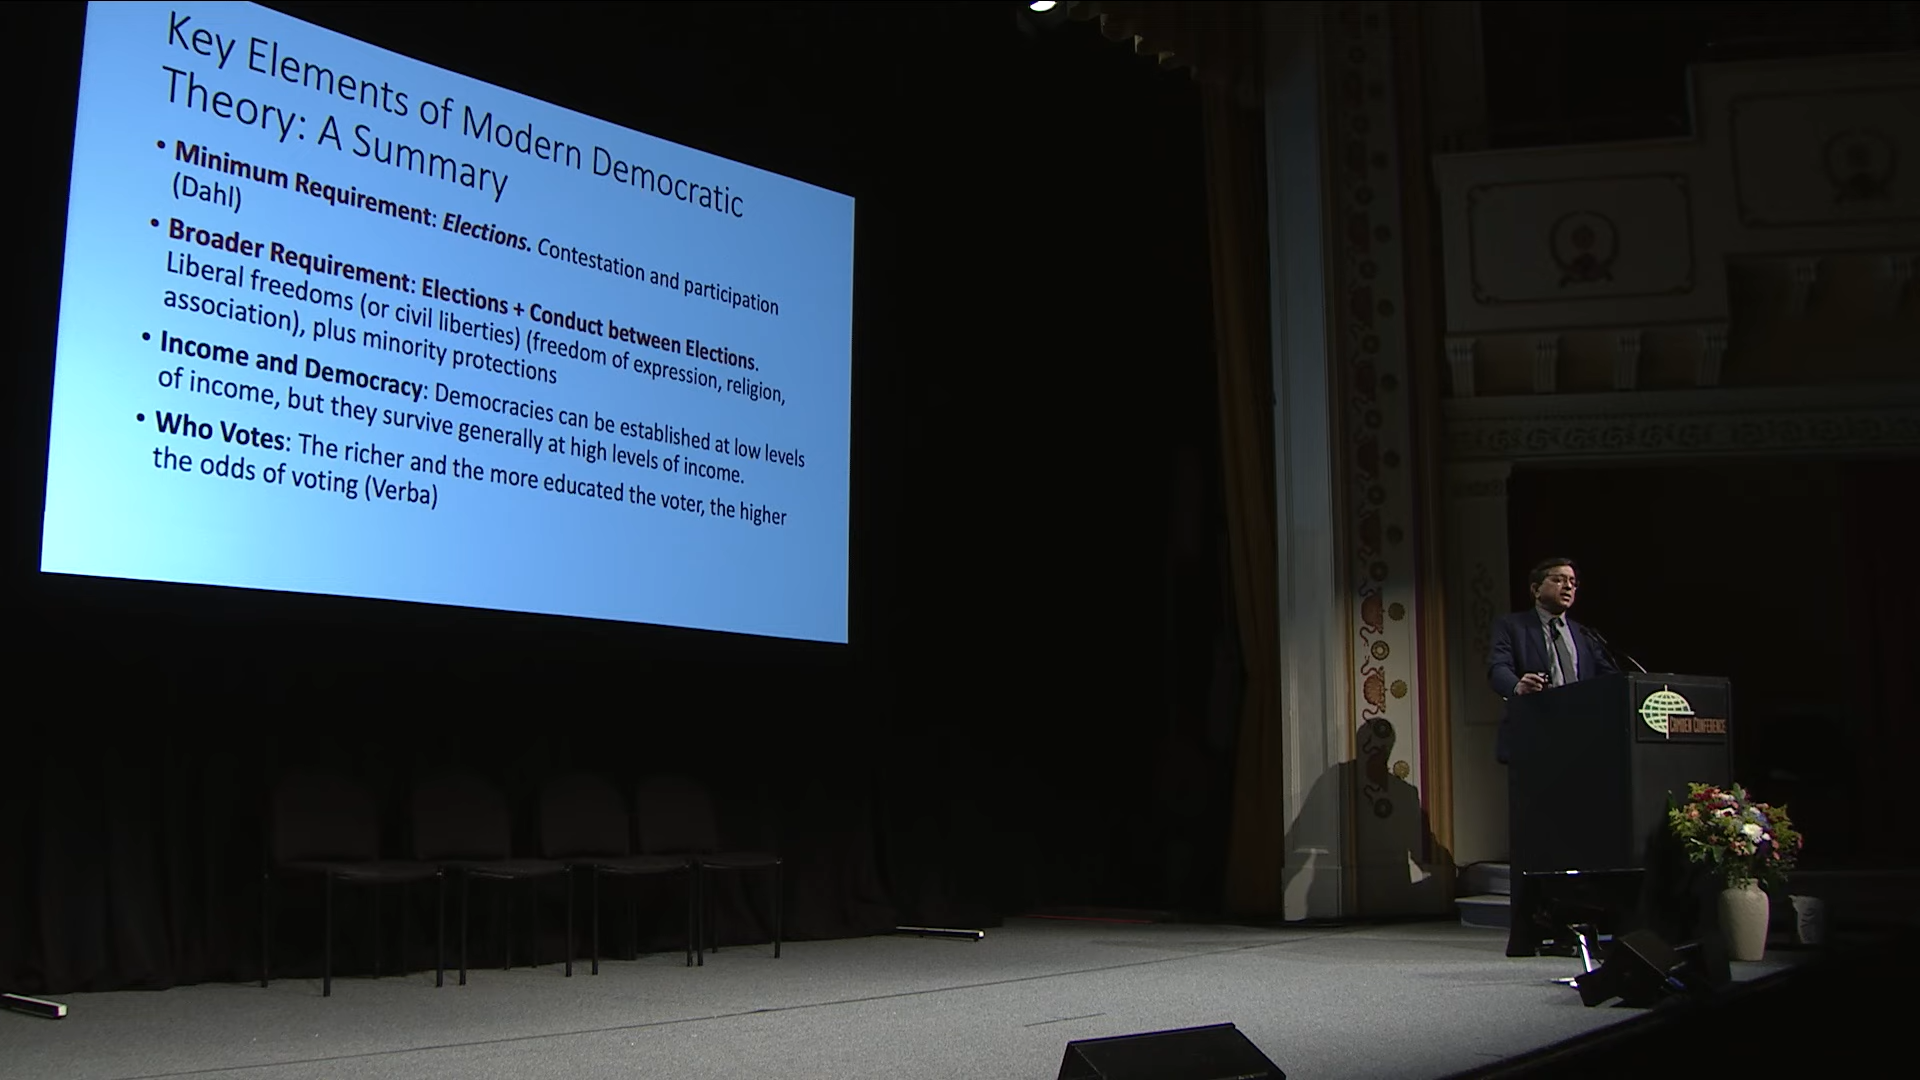 Key Elements of Modern Democratic
Theory: A Summary
• Minimum Requirement: Elections. Contestation and participation
(Dahl)
• Broader Requirement: Elections + Conduct between Elections.
Liberal freedoms (or civil liberties) (freedom of expression, religion,
association), plus minority protections
• Income and Democracy: Democracies can be established at low levels
of income, but they survive generally at high levels of income.
• Who Votes: The richer and the more educated the voter, the higher
the odds of voting (Verba)
CAMDEN CONFERENCE